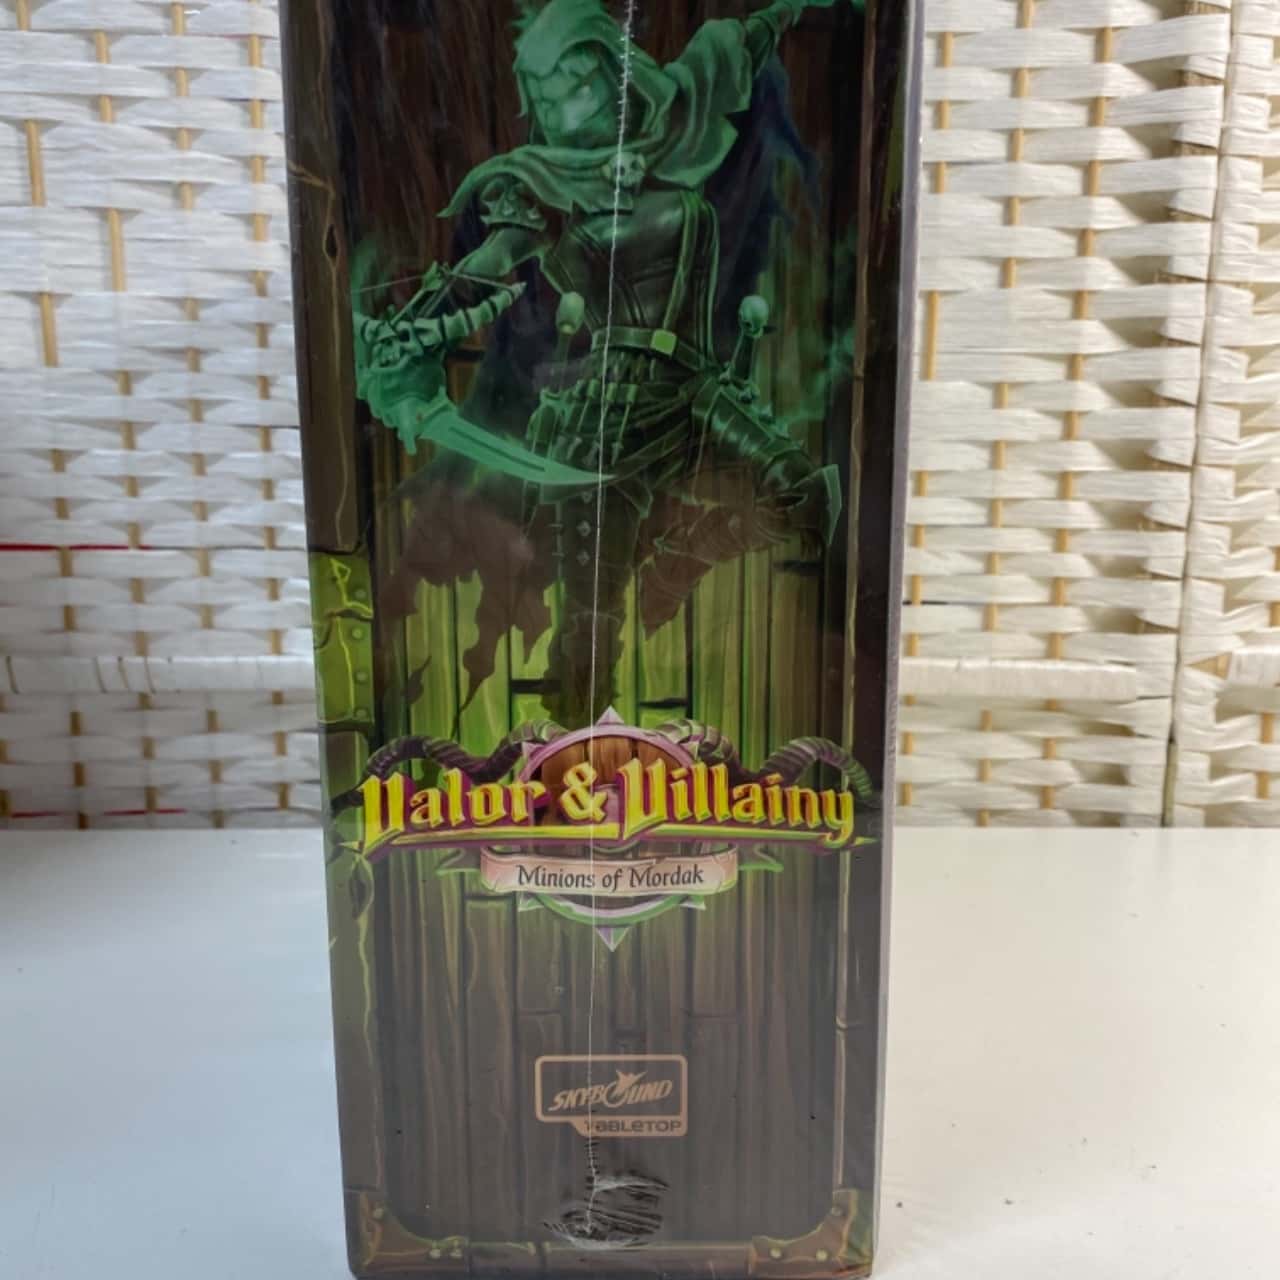 Valor & Villainy
Minions of Mordak
SKYBOUND
TABLETOP